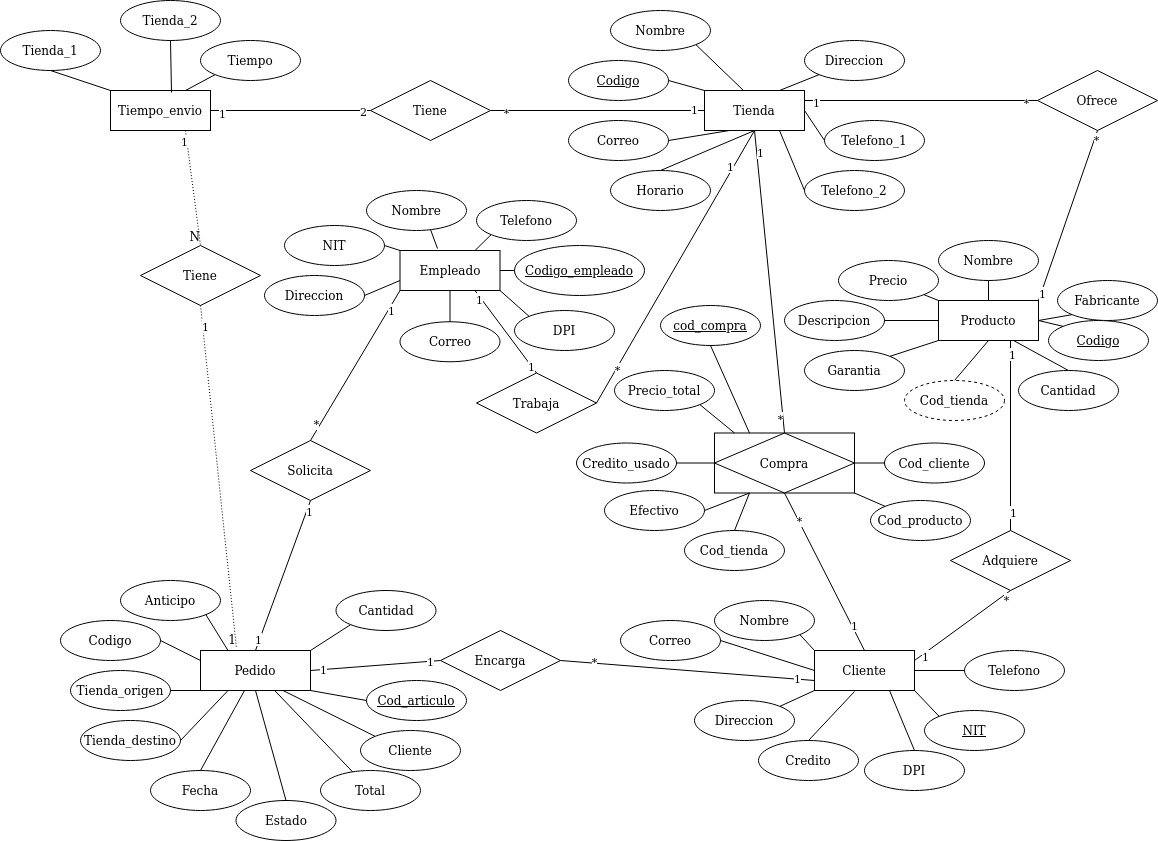 Tienda_2
Nombre
Tienda_1
Tiempo
Direccion
Codigo
Ofrece
Tiempo_envio
1
2
Tiene
*
1
Tienda
1
*
Correo
Telefono_1
1
*
1
1
Horario
Telefono_2
Nombre
Telefono
N
NIT
Nombre
Tiene
Empleado
Codigo_empleado
Precio
Direccion
1
1
1
Fabricante
1
cod_compra
Descripcion
Producto
Correo
DPI
Codigo
1
1
*
Garantia
Precio_total
Cantidad
Trabaja
Cod_tienda
*
*
Solicita
Credito_usado
Compra
Cod_cliente
1
Efectivo
*
Cod_producto
1
Cod_tienda
Adquiere
Anticipo
Cantidad
*
Nombre
1
Codigo
1
1
Correo
1
Pedido
1
1
Encarga
*
1
Cliente
Telefono
Tienda_origen
Cod_articulo
Direccion
NIT
Tienda_destino
Cliente
Credito
DPI
Fecha
Total
Estado